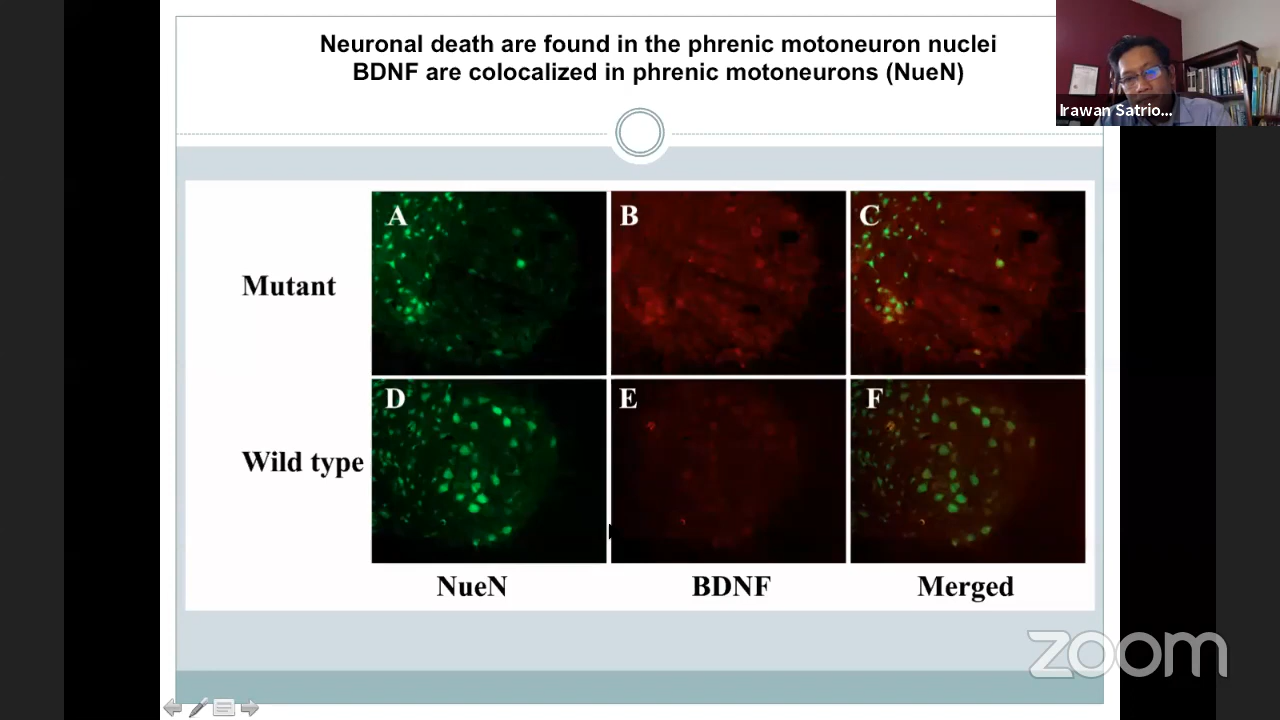 Neuronal death are found in the phrenic motoneuron nuclei
BDNF are colocalized in phrenic motoneurons (NueN)
Irawan Satrio...
A
B
C
Mutant
D
E
F
Wild type
NueN
BDNF
Merged
zoom